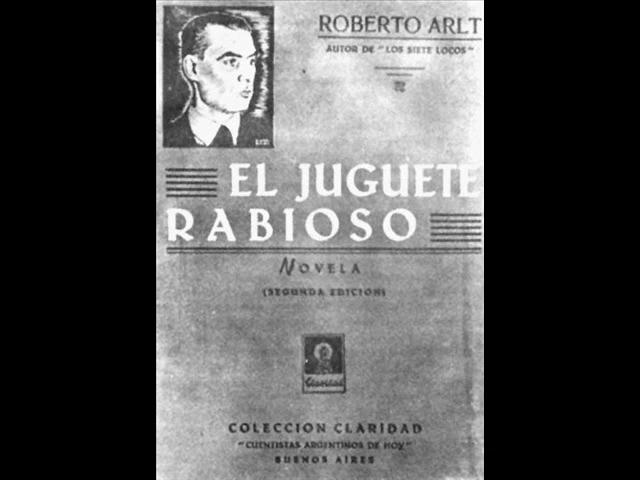 ROBERTO ARLT
AUTOR DE "LOS SIETE LOCOS"
EL JUGUETE
RABIOSO
NOVELA
(SEGUNDA EDICION)
Claridad
COLECCION CLARIDAD
"CUENTISTAS ARGENTINOS DE HOY"
BUENOS AIRES